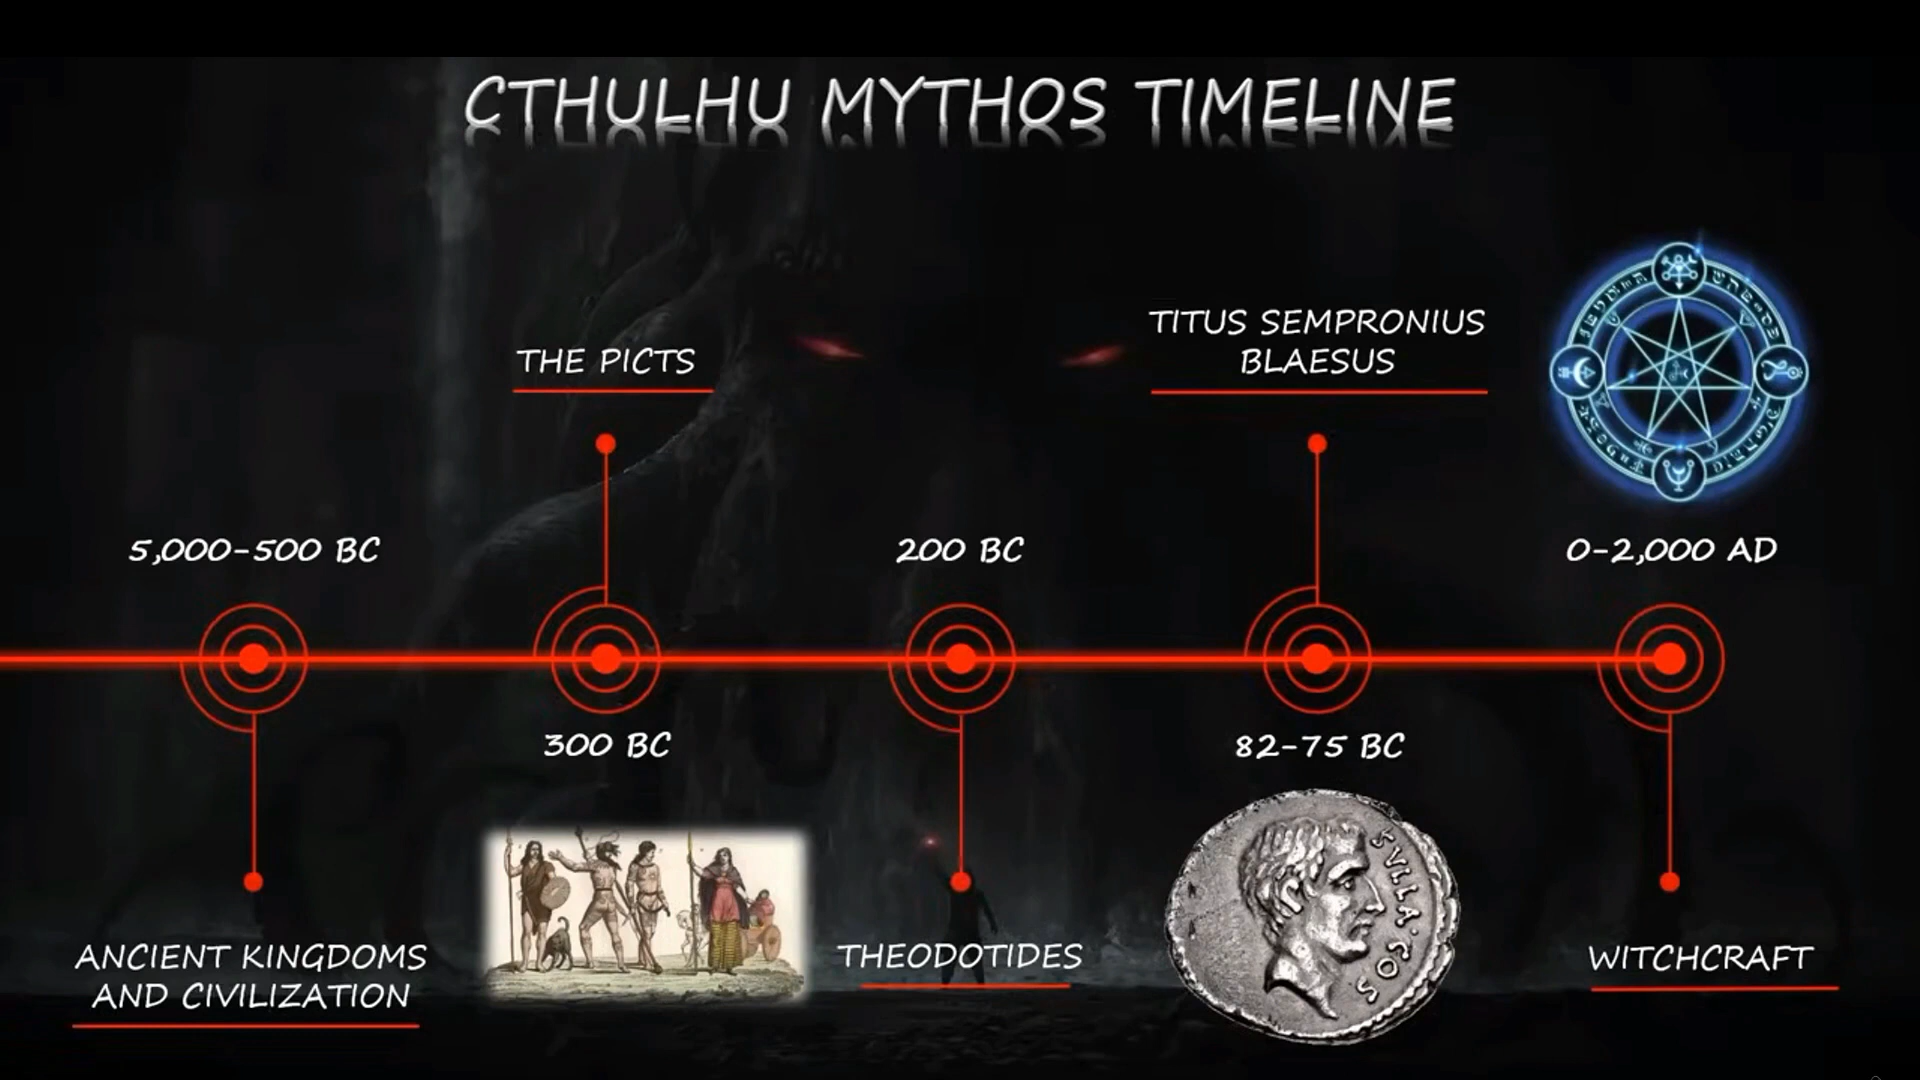 CTHULHU MYTHOS TIMELINE
TITUS SEMPRONIUS
BLAESUS
THE PICTS
5,000-500 BC
200 BC
0-2,000 AD
300 BC
82-75 BC
SVLLA·COS
ANCIENT KINGDOMS
AND CIVILIZATION
THEODOTIDES
WITCHCRAFT